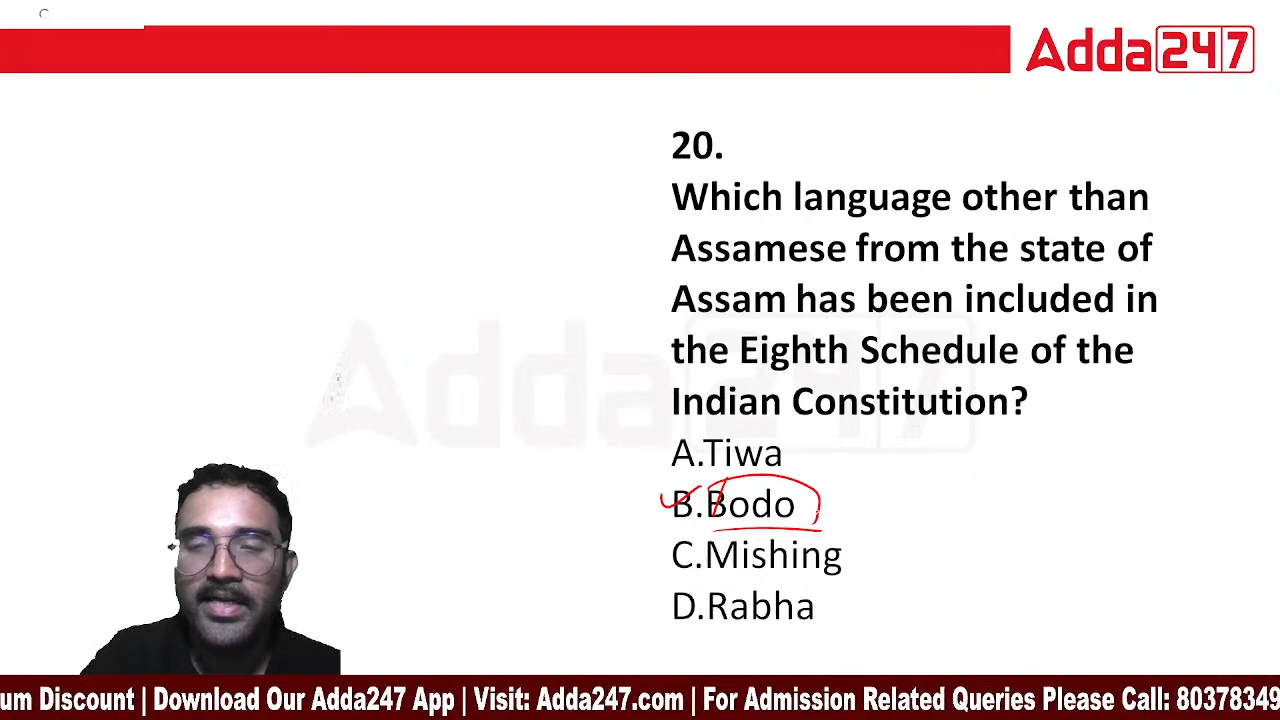 Adda247
20.
Which language other than
Assamese from the state of
Assam has been included in
the Eighth Schedule of the
Indian Constitution?
Adda247
A.Tiwa
B.Bodo
C.Mishing
D.Rabha
um Discount | Download Our Adda247 App | Visit: Adda247.com | For Admission Related Queries Please Call: 80378349